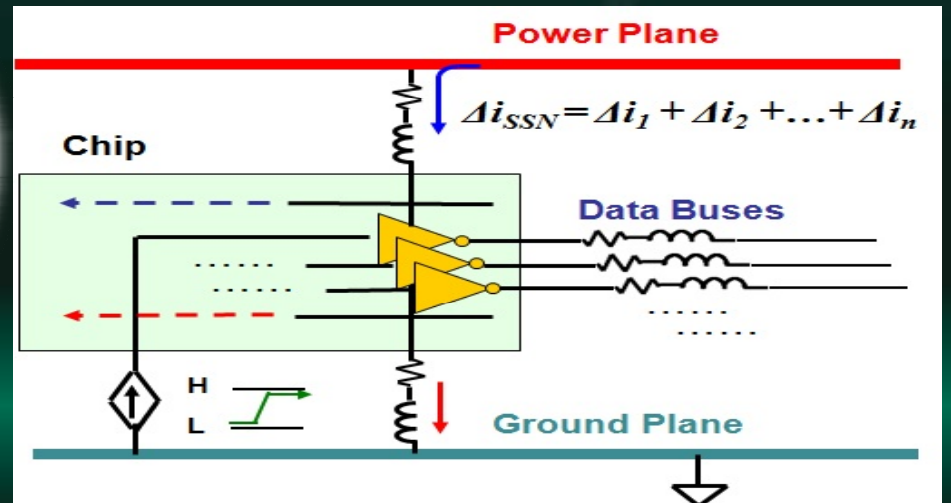 Power Plane
Δi_SSN = Δi_1 + Δi_2 +...+ Δi_n
Chip
Data Buses
H
L
Ground Plane